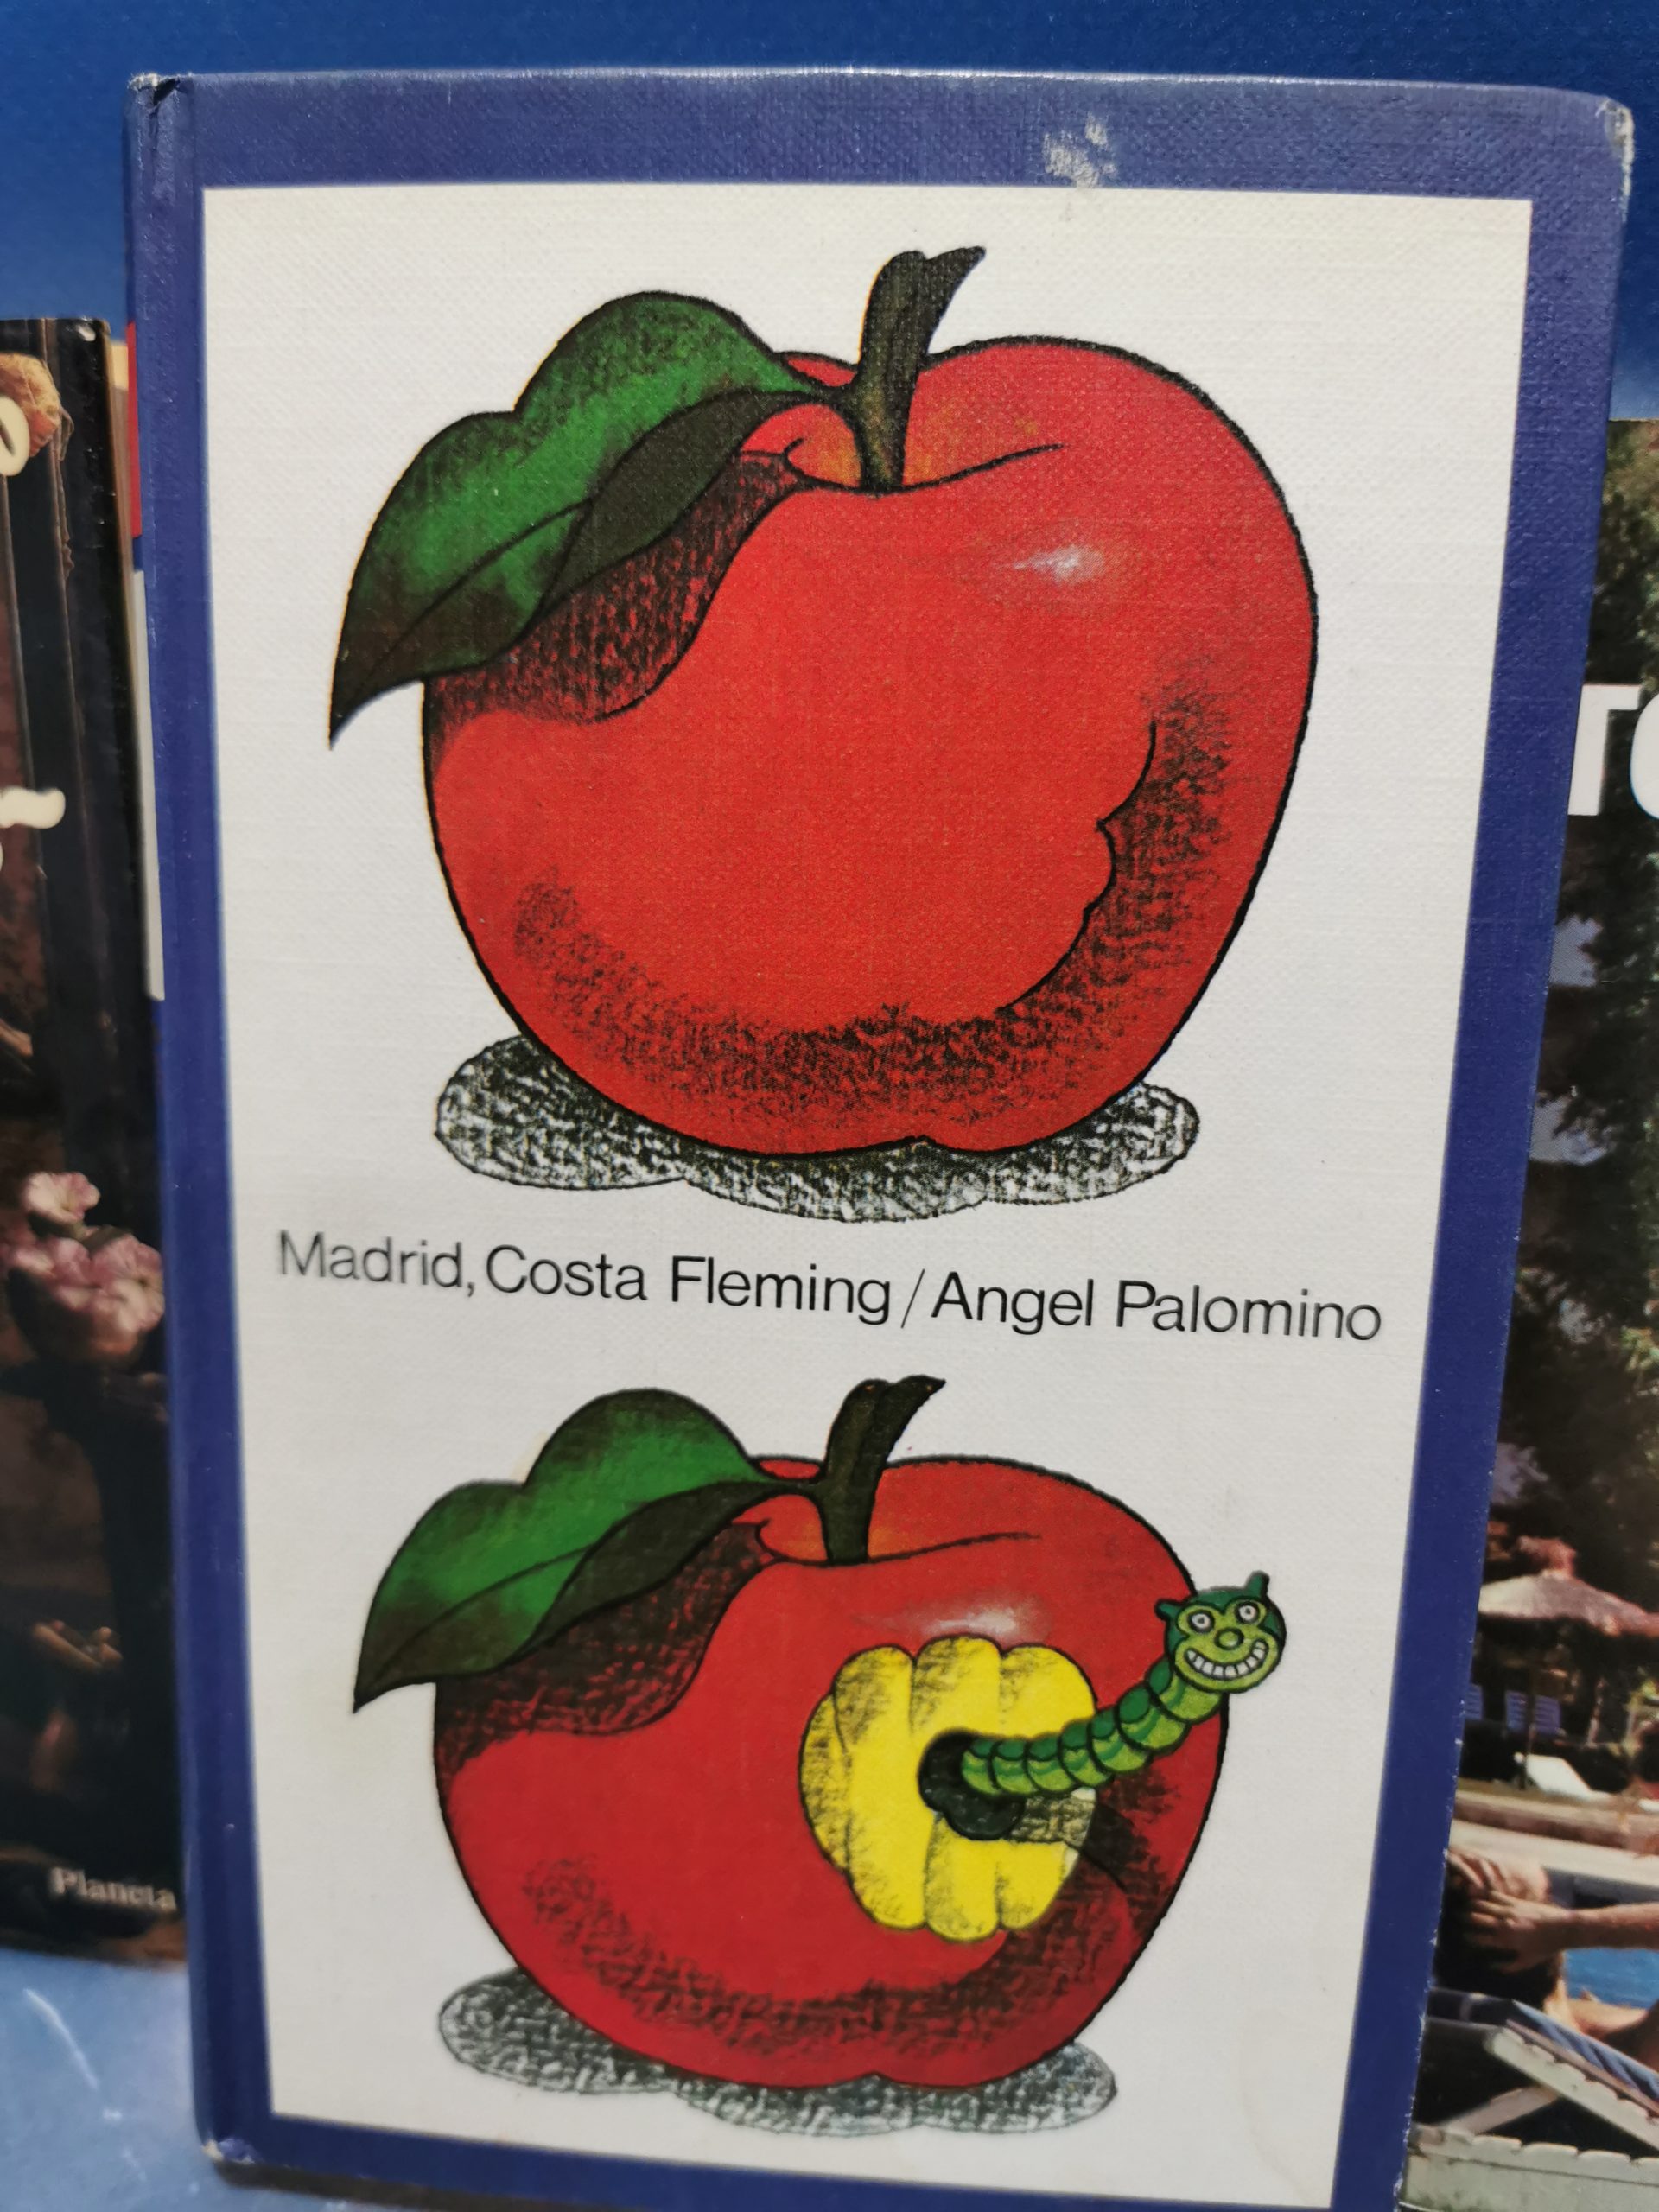 Madrid, Costa Fleming / Angel Palomino
Planeta